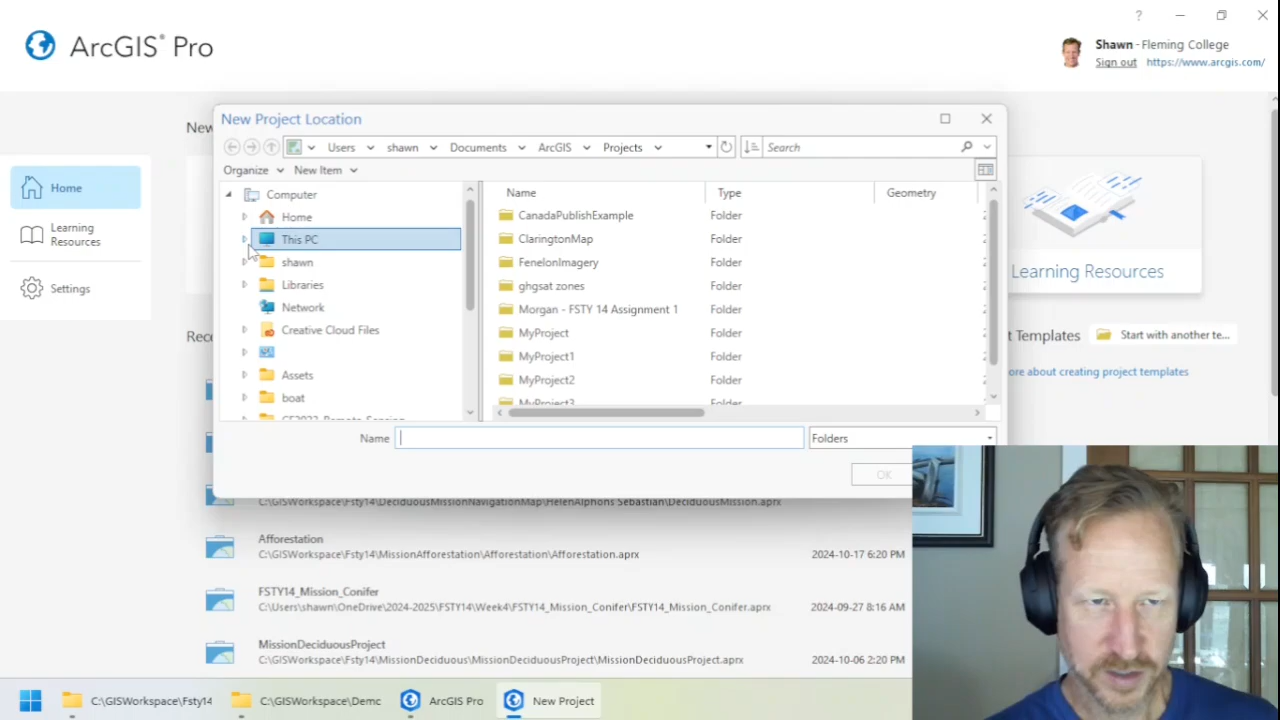 ?
ArcGIS® Pro
Shawn - Fleming College
Sign out https://www.arcgis.com/
New
Home
Learning Resources
Settings
New Project Location
Users shawn Documents ArcGIS Projects Search
Organize New Item
Computer
Home
This PC
shawn
Libraries
Network
Creative Cloud Files
Assets
boat
Name Type Geometry
CanadaPublishExample Folder
ClaringtonMap Folder
FenelonImagery Folder
ghgsat zones Folder
Morgan - FSTY 14 Assignment 1 Folder
MyProject Folder
MyProject1 Folder
MyProject2 Folder
MyProject3 Folder
Name Folders
OK
Learning Resources
Rece
t Templates Start with another te...
ore about creating project templates
C:\GISWorkspace\Fsty14\DeciduousMissionNavigationMap\HelenAlphons Sebastian\DeciduousMission.aprx
Afforestation
C:\GISWorkspace\Fsty14\MissionAfforestation\Afforestation\Afforestation.aprx 2024-10-17 6:20 PM
FSTY14_Mission_Conifer
C:\Users\shawn\OneDrive\2024-2025\FSTY14\Week4\FSTY14_Mission_Conifer\FSTY14_Mission_Conifer.aprx 2024-09-27 8:16 AM
MissionDeciduousProject
C:\GISWorkspace\Fsty14\MissionDeciduous\MissionDeciduousProject\MissionDeciduousProject.aprx 2024-10-06 2:20 PM
C:\GISWorkspace\Fsty14 C:\GISWorkspace\Demc ArcGIS Pro New Project